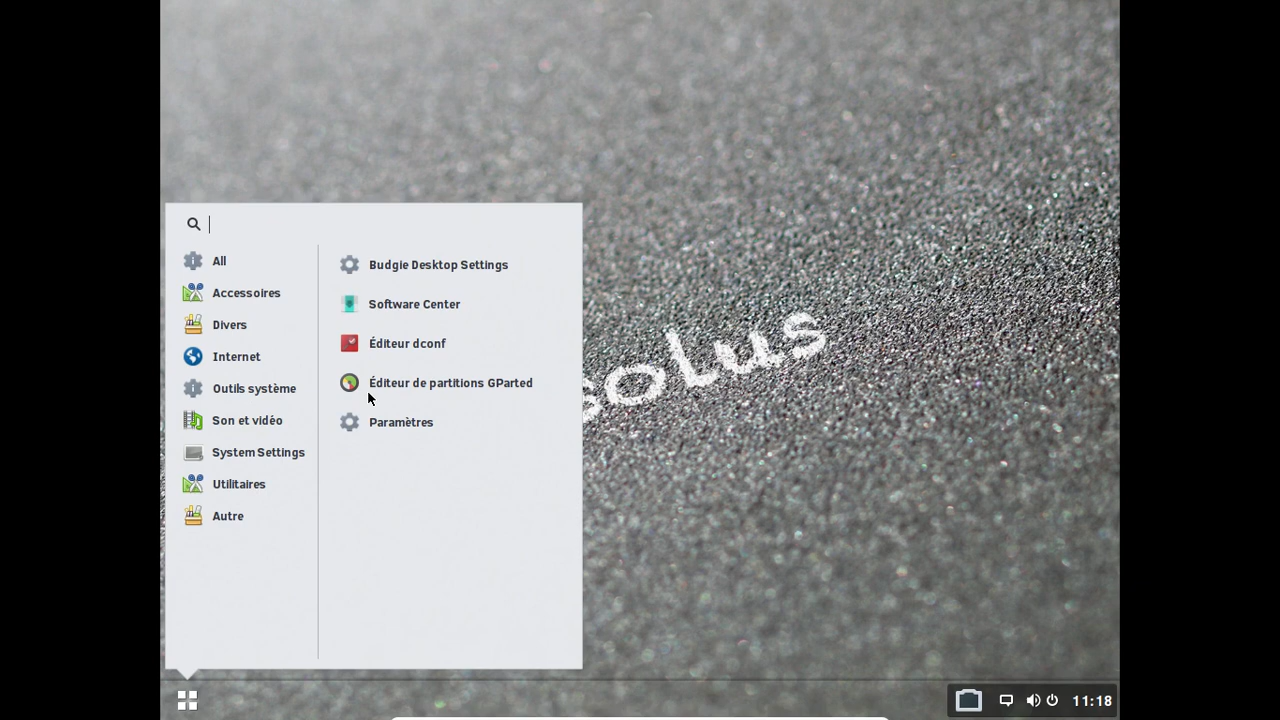 All
Accessoires
Divers
Internet
Outils système
Son et vidéo
System Settings
Utilitaires
Autre
Budgie Desktop Settings
Software Center
Éditeur dconf
Éditeur de partitions GParted
Paramètres
solus
11:18